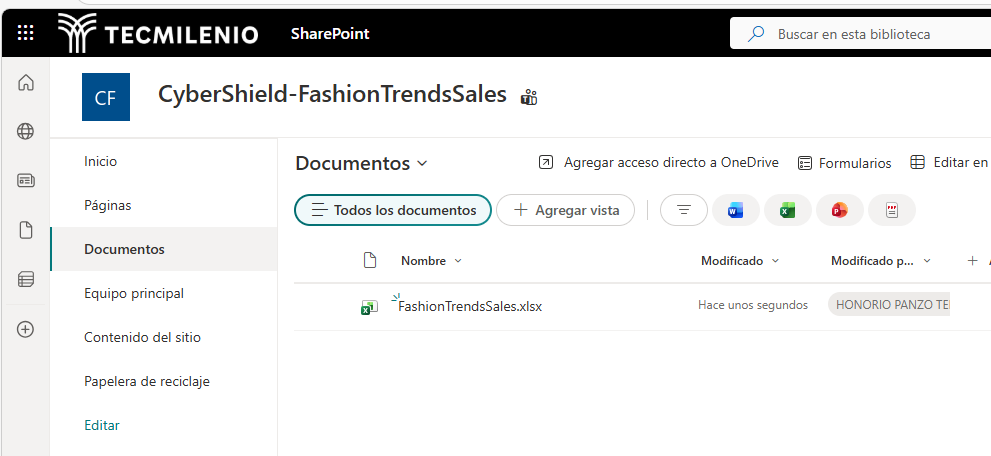 TECMILENIO
SharePoint
Buscar en esta biblioteca
CF
CyberShield-FashionTrendsSales
Inicio
Páginas
Documentos
Equipo principal
Contenido del sitio
Papelera de reciclaje
Editar
Documentos
Agregar acceso directo a OneDrive
Formularios
Editar en
Todos los documentos
Agregar vista
Nombre
Modificado
Modificado p...
FashionTrendsSales.xlsx
Hace unos segundos
HONORIO PANZO TE